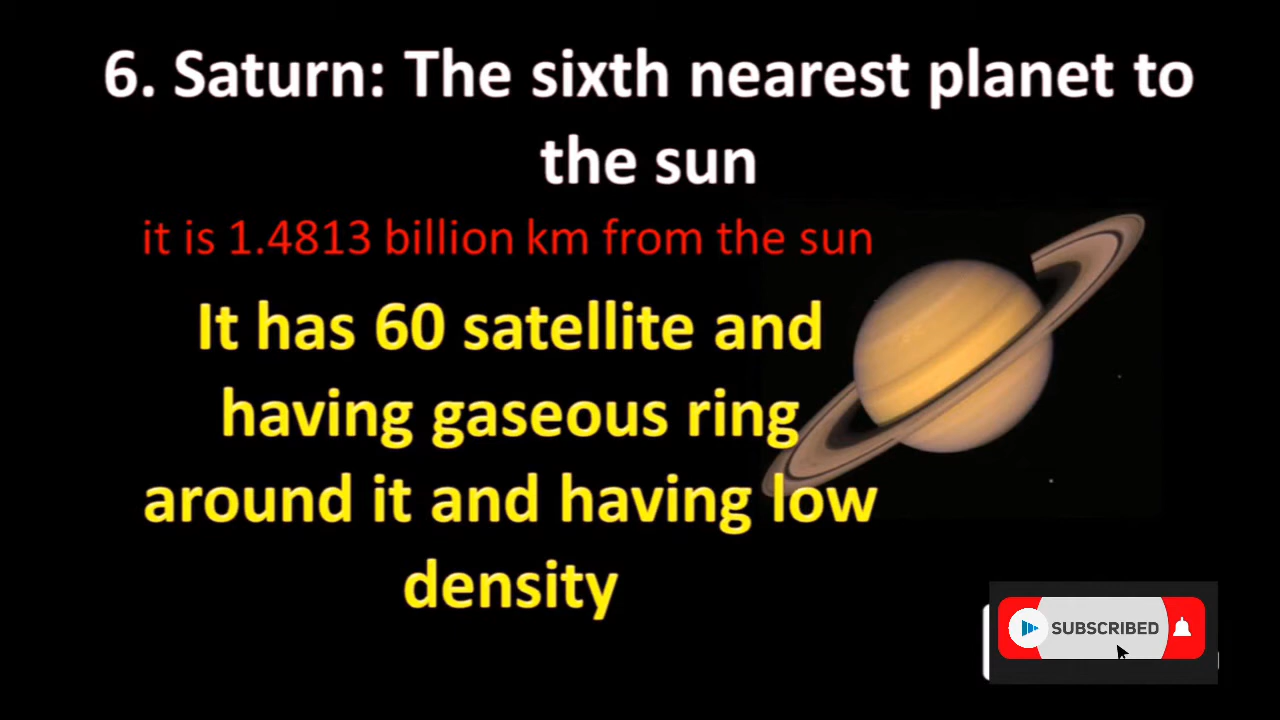 6. Saturn: The sixth nearest planet to
the sun
it is 1.4813 billion km from the sun
It has 60 satellite and
having gaseous ring
around it and having low
density
SUBSCRIBED